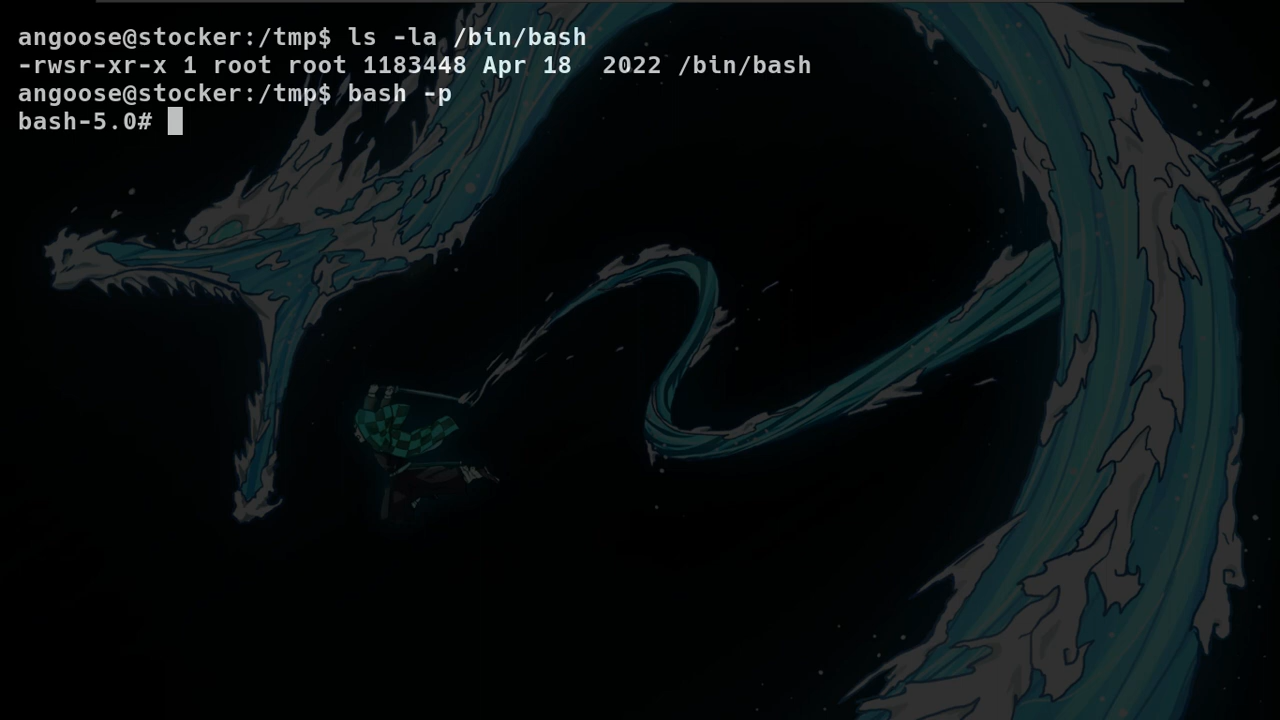 angoose@stocker:/tmp$ ls -la /bin/bash
-rwsr-xr-x 1 root root 1183448 Apr 18  2022 /bin/bash
angoose@stocker:/tmp$ bash -p
bash-5.0#